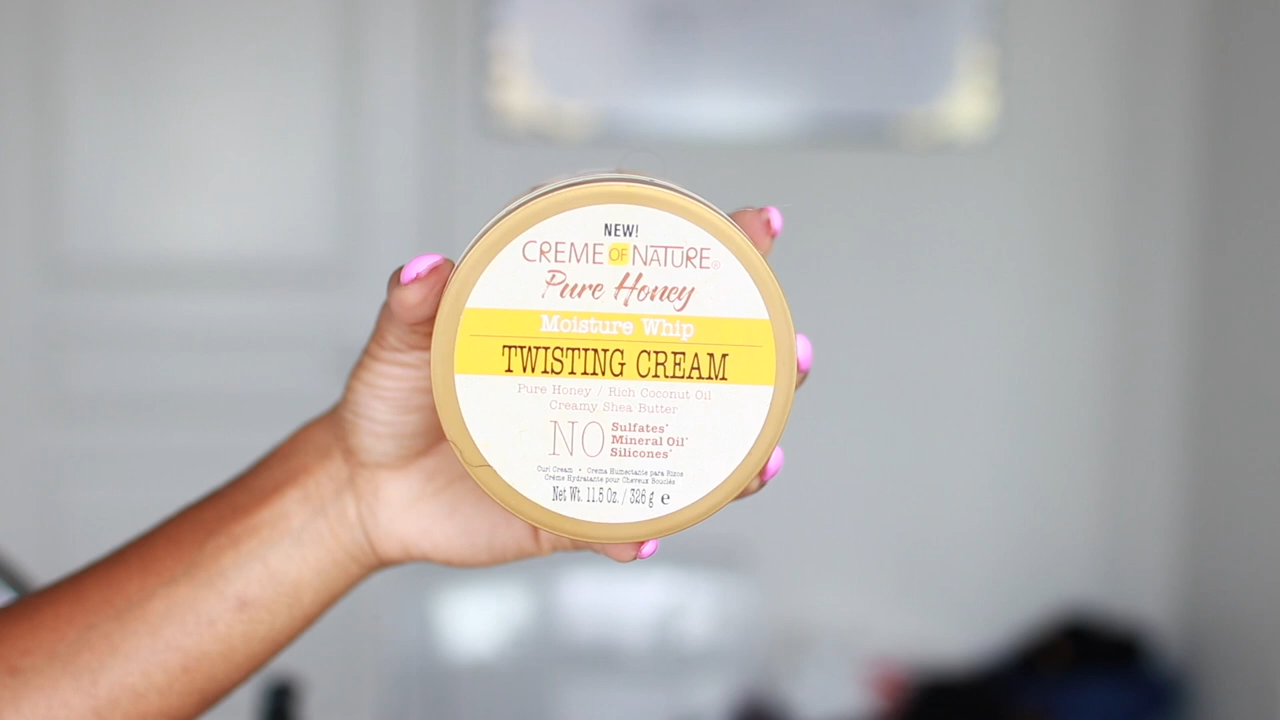 NEW!
CREME OF NATURE®
Pure Honey
Moisture Whip
TWISTING CREAM
Pure Honey / Rich Coconut Oil
Creamy Shea Butter
NO Sulfates*
Mineral Oil*
Silicones*
Curl Cream • Crema Humectante para Rizos
Crème Hydratante pour Cheveux Bouclés
Net Wt. 11.5 Oz. / 326 g ℮